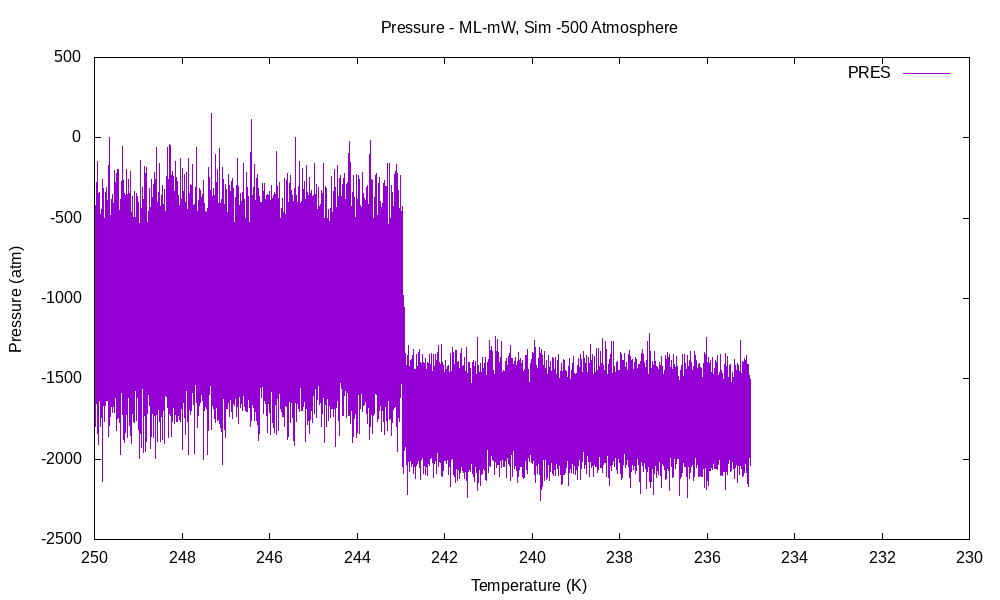 Pressure - ML-mW, Sim -500 Atmosphere
PRES
500
0
-500
-1000
-1500
-2000
-2500
Pressure (atm)
250 248 246 244 242 240 238 236 234 232 230
Temperature (K)